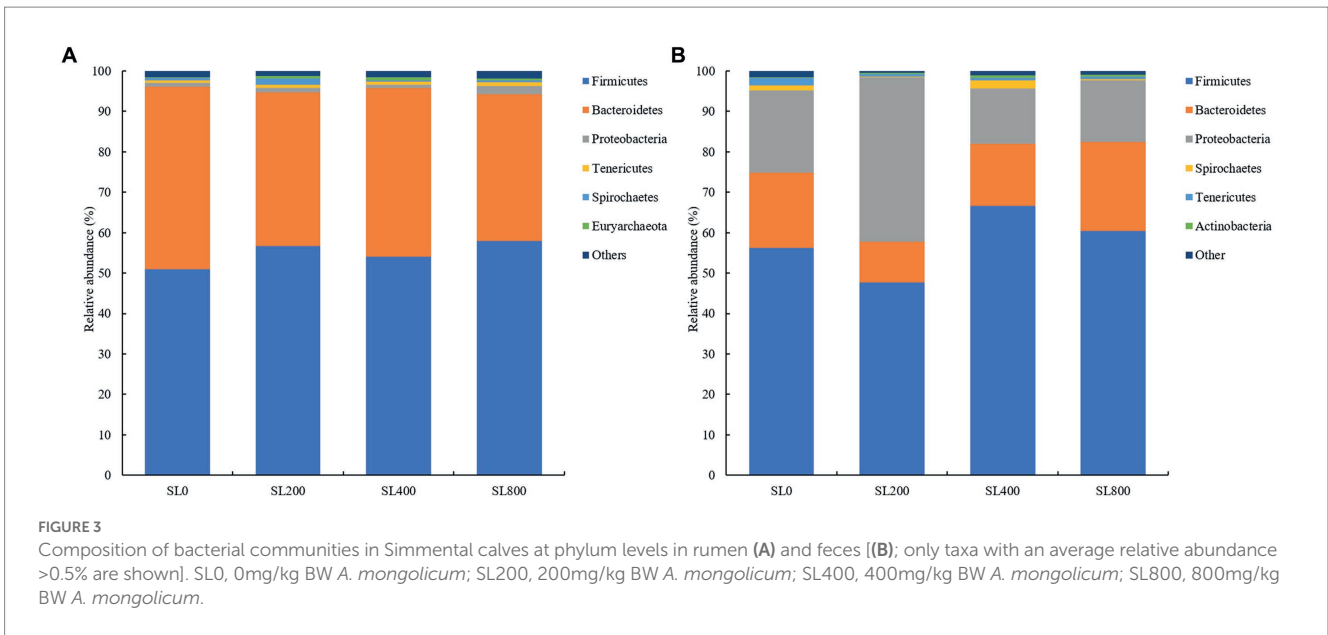 A
100
90
80
70
60
50
40
30
20
10
0
Relative abundance (%)
SL0 SL200 SL400 SL800
Firmicutes
Bacteroidetes
Proteobacteria
Tenericutes
Spirochaetes
Euryarchaeota
Others
B
100
90
80
70
60
50
40
30
20
10
0
Relative abundance (%)
SL0 SL200 SL400 SL800
Firmicutes
Bacteroidetes
Proteobacteria
Spirochaetes
Tenericutes
Actinobacteria
Other
FIGURE 3
Composition of bacterial communities in Simmental calves at phylum levels in rumen (A) and feces [(B); only taxa with an average relative abundance
>0.5% are shown]. SL0, 0mg/kg BW A. mongolicum; SL200, 200mg/kg BW A. mongolicum; SL400, 400mg/kg BW A. mongolicum; SL800, 800mg/kg
BW A. mongolicum.